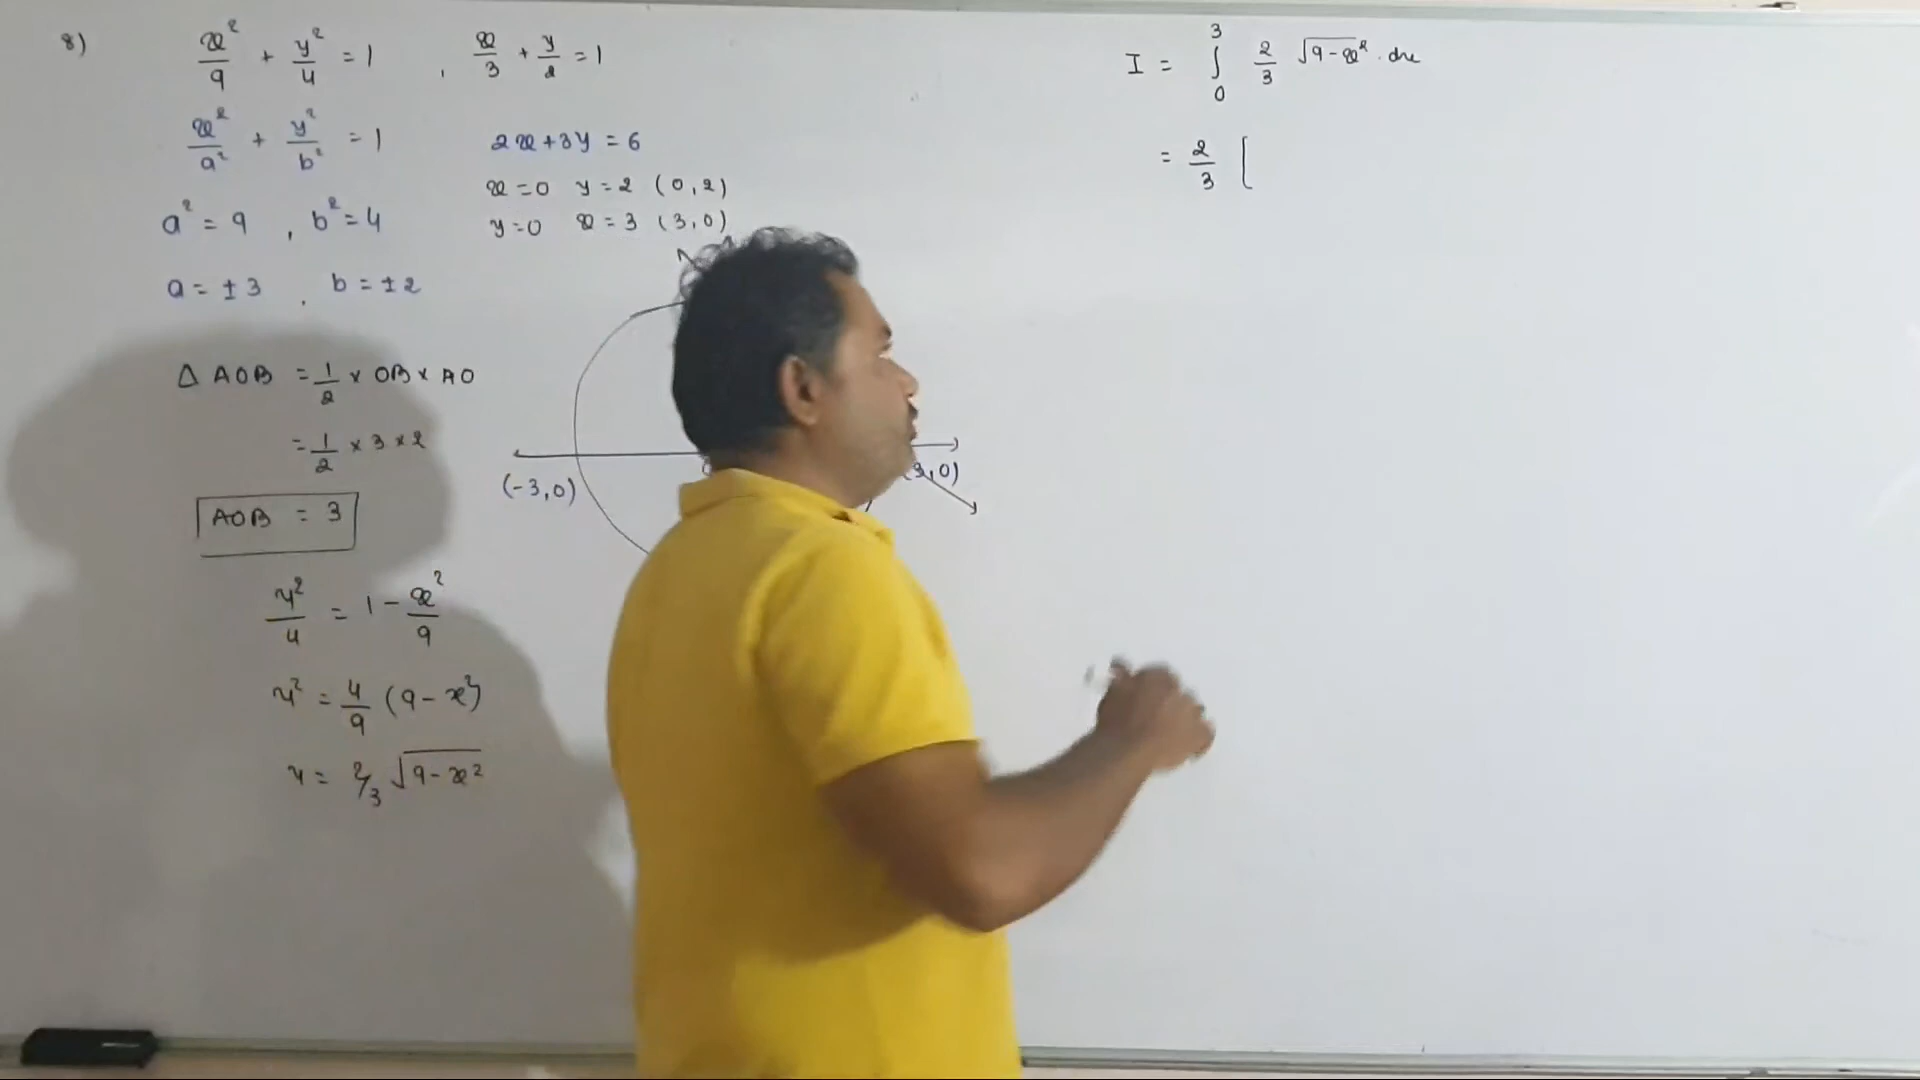 8) x²/9 + y²/4 = 1 , x/3 + y/2 = 1
x²/a² + y²/b² = 1
2x+3y = 6
x=0 y=2 (0,2)
a² = 9 , b² = 4
y=0 x=3 (3,0)
a = ±3 , b = ±2
Δ AOB = 1/2 × OB × AO
= 1/2 × 3 × 2
(-3,0)
(3,0)
AOB = 3
y²/4 = 1 - x²/9
y² = 4/9 (9-x²)
y = 2/3 √9-x²
I = ∫₀³ 2/3 √9-x² . dx
= 2/3 [